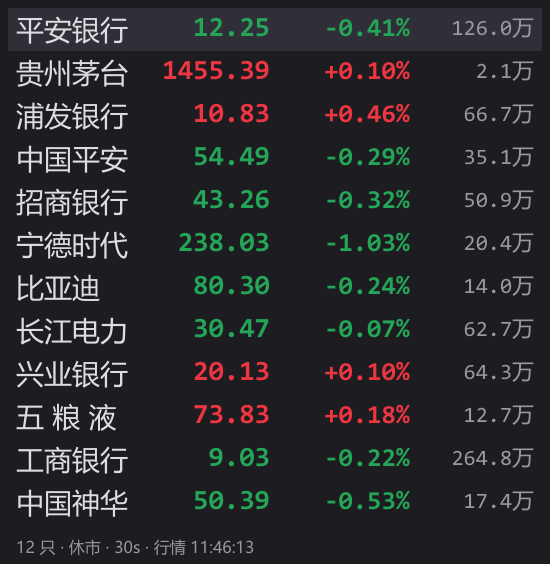 平安银行 12.25 -0.41% 126.0万
贵州茅台 1455.39 +0.10% 2.1万
浦发银行 10.83 +0.46% 66.7万
中国平安 54.49 -0.29% 35.1万
招商银行 43.26 -0.32% 50.9万
宁德时代 238.03 -1.03% 20.4万
比亚迪 80.30 -0.24% 14.0万
长江电力 30.47 -0.07% 62.7万
兴业银行 20.13 +0.10% 64.3万
五 粮 液 73.83 +0.18% 12.7万
工商银行 9.03 -0.22% 264.8万
中国神华 50.39 -0.53% 17.4万
12 只 · 休市 · 30s · 行情 11:46:13